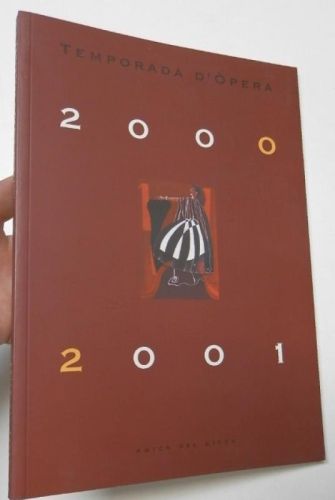 TEMPORADA D'ÒPERA
2000
2001
AMICS DEL LICEU